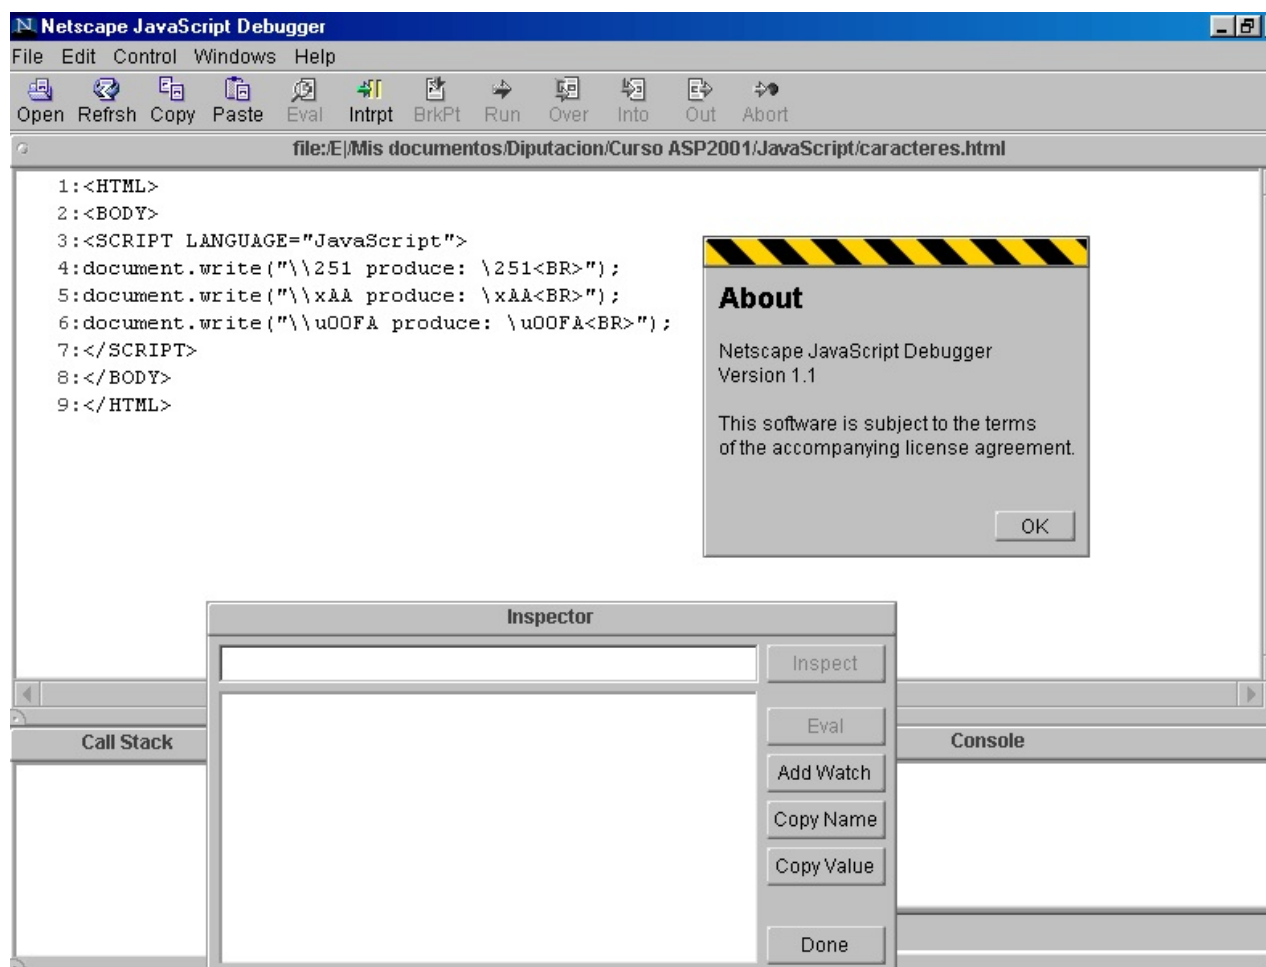 Netscape JavaScript Debugger
File Edit Control Windows Help
Open Refrsh Copy Paste Eval Intrpt BrkPt Run Over Into Out Abort
file:/E|/Mis documentos/Diputacion/Curso ASP2001/JavaScript/caracteres.html
1:<HTML>
2:<BODY>
3:<SCRIPT LANGUAGE="JavaScript">
4:document.write("\\251 produce: \251<BR>");
5:document.write("\\xAA produce: \xAA<BR>");
6:document.write("\\u00FA produce: \u00FA<BR>");
7:</SCRIPT>
8:</BODY>
9:</HTML>
About
Netscape JavaScript Debugger
Version 1.1
This software is subject to the terms
of the accompanying license agreement.
OK
Inspector
Inspect
Eval
Add Watch
Copy Name
Copy Value
Done
Call Stack
Console